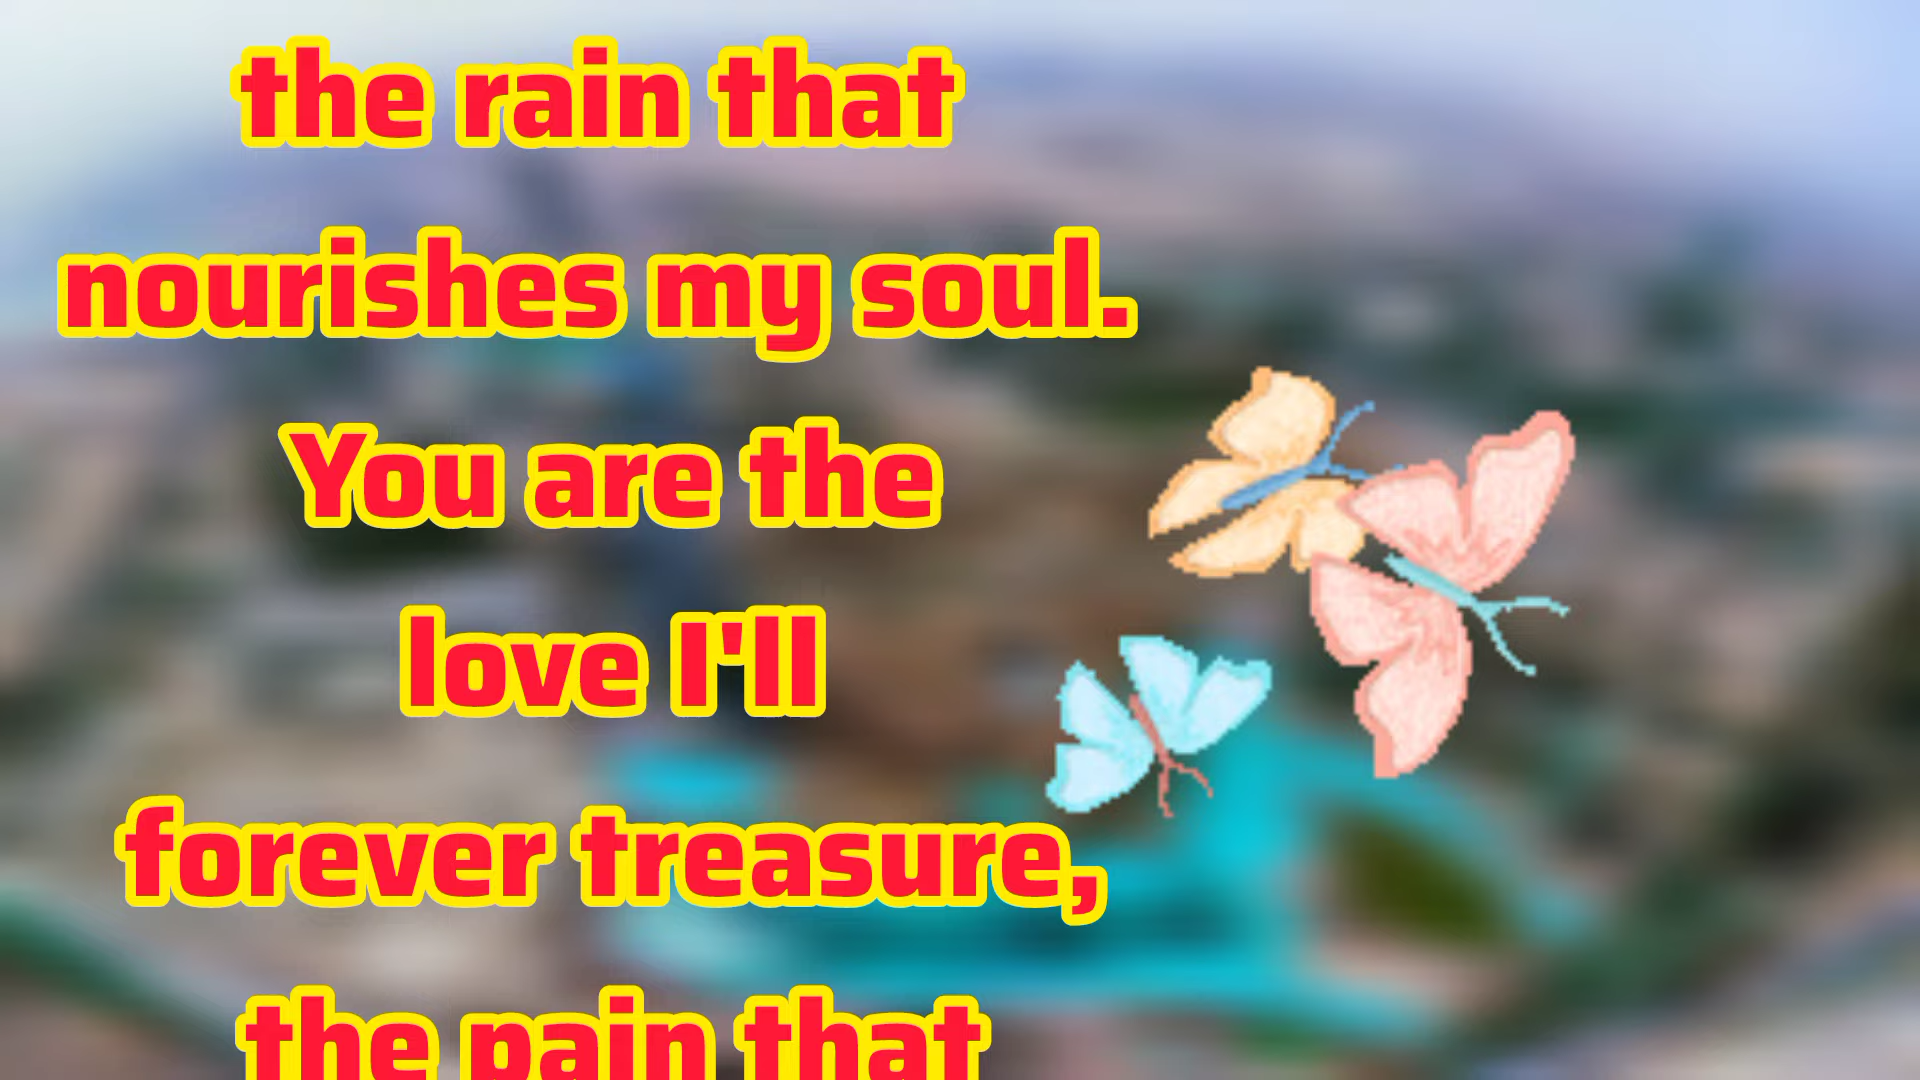 the rain that
nourishes my soul.
You are the
love I'll
forever treasure,
the pain that